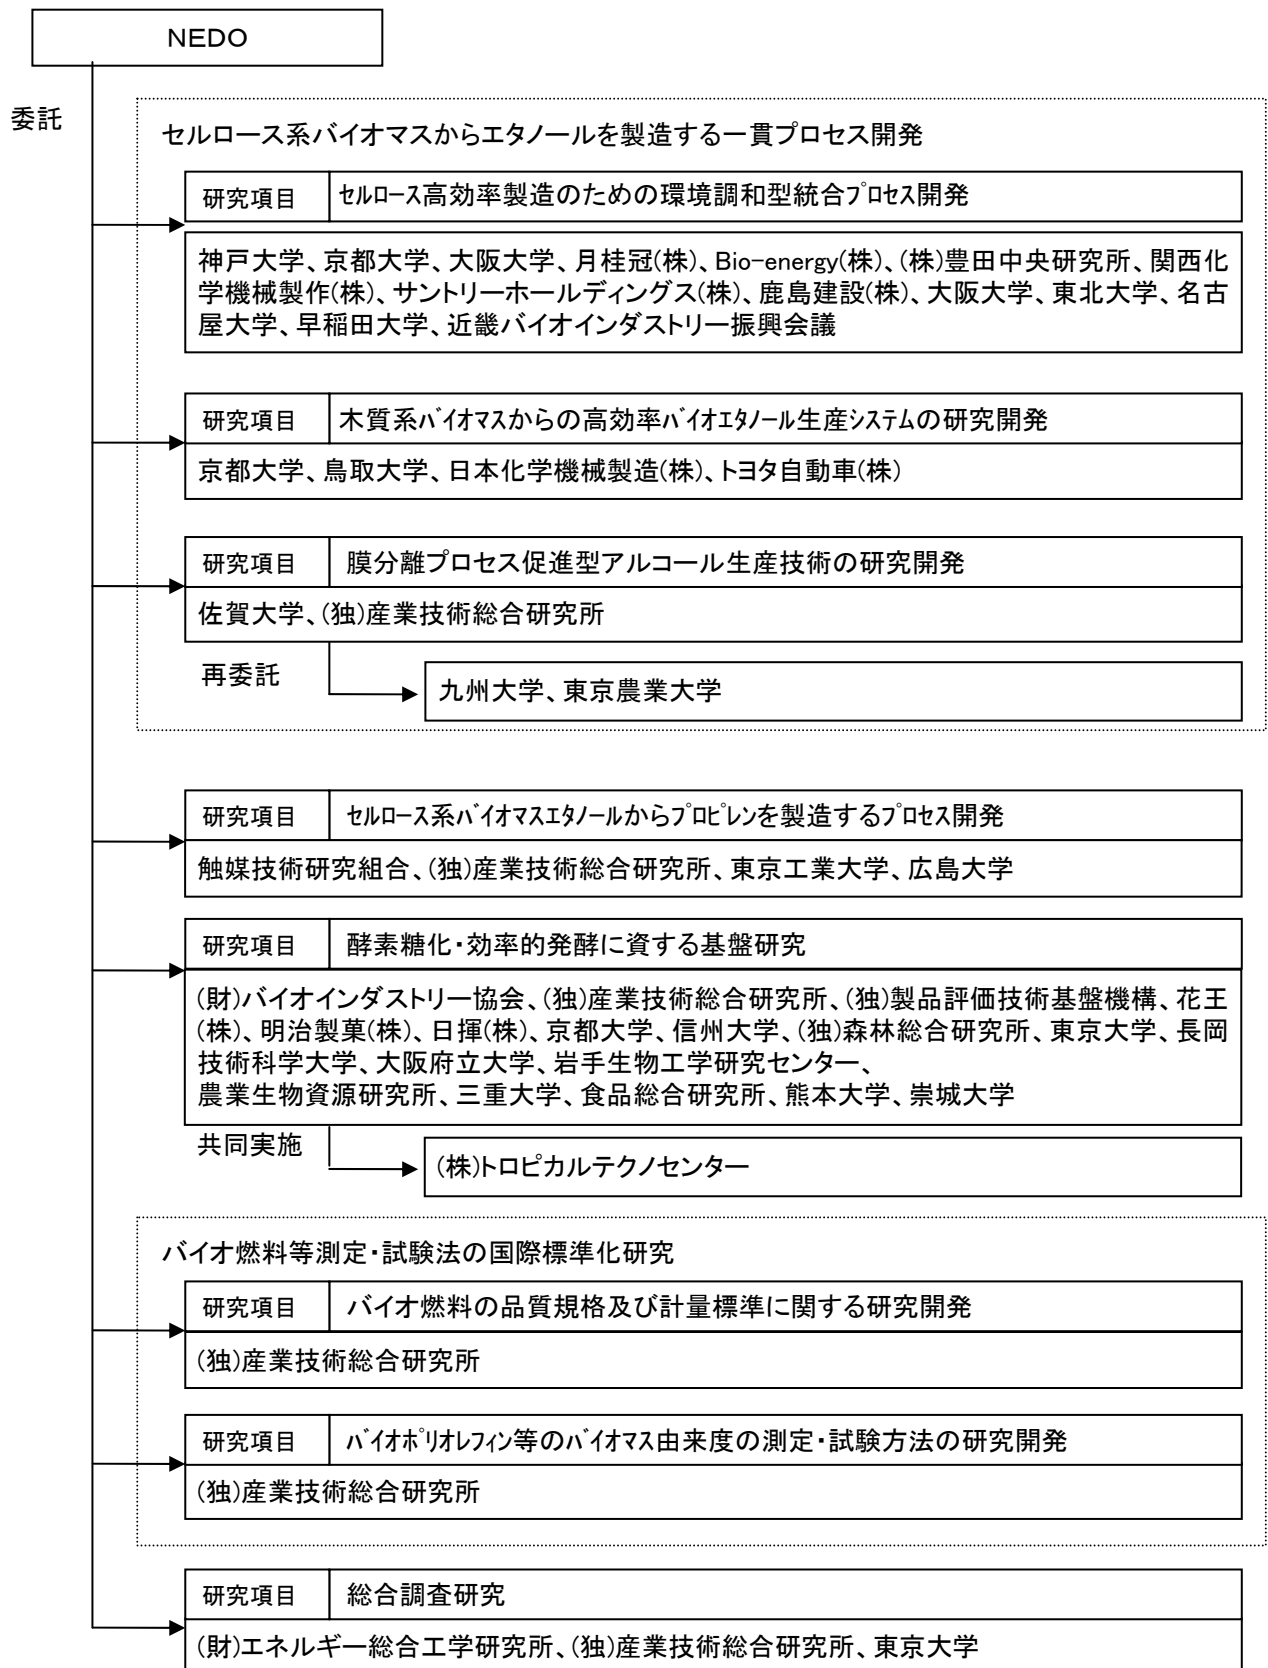 NEDO
委託
セルロース系バイオマスからエタノールを製造する一貫プロセス開発
研究項目 ｾﾙﾛｰｽ高効率製造のための環境調和型統合ﾌﾟﾛｾｽ開発
神戸大学、京都大学、大阪大学、月桂冠(株)、Bio-energy(株)、(株)豊田中央研究所、関西化
学機械製作(株)、サントリーホールディングス(株)、鹿島建設(株)、大阪大学、東北大学、名古
屋大学、早稲田大学、近畿バイオインダストリー振興会議
研究項目 木質系ﾊﾞｲｵﾏｽからの高効率ﾊﾞｲｵｴﾀﾉｰﾙ生産ｼｽﾃﾑの研究開発
京都大学、鳥取大学、日本化学機械製造(株)、トヨタ自動車(株)
研究項目 膜分離プロセス促進型アルコール生産技術の研究開発
佐賀大学、(独)産業技術総合研究所
再委託
九州大学、東京農業大学
研究項目 ｾﾙﾛｰｽ系ﾊﾞｲｵﾏｽｴﾀﾉｰﾙからﾌﾟﾛﾋﾟﾚﾝを製造するﾌﾟﾛｾｽ開発
触媒技術研究組合、(独)産業技術総合研究所、東京工業大学、広島大学
研究項目 酵素糖化・効率的発酵に資する基盤研究
(財)バイオインダストリー協会、(独)産業技術総合研究所、(独)製品評価技術基盤機構、花王
(株)、明治製菓(株)、日揮(株)、京都大学、信州大学、(独)森林総合研究所、東京大学、長岡
技術科学大学、大阪府立大学、岩手生物工学研究センター、
農業生物資源研究所、三重大学、食品総合研究所、熊本大学、崇城大学
共同実施
(株)トロピカルテクノセンター
バイオ燃料等測定・試験法の国際標準化研究
研究項目 バイオ燃料の品質規格及び計量標準に関する研究開発
(独)産業技術総合研究所
研究項目 ﾊﾞｲｵﾎﾟﾘｵﾚﾌｨﾝ等のﾊﾞｲｵﾏｽ由来度の測定・試験方法の研究開発
(独)産業技術総合研究所
研究項目 総合調査研究
(財)エネルギー総合工学研究所、(独)産業技術総合研究所、東京大学